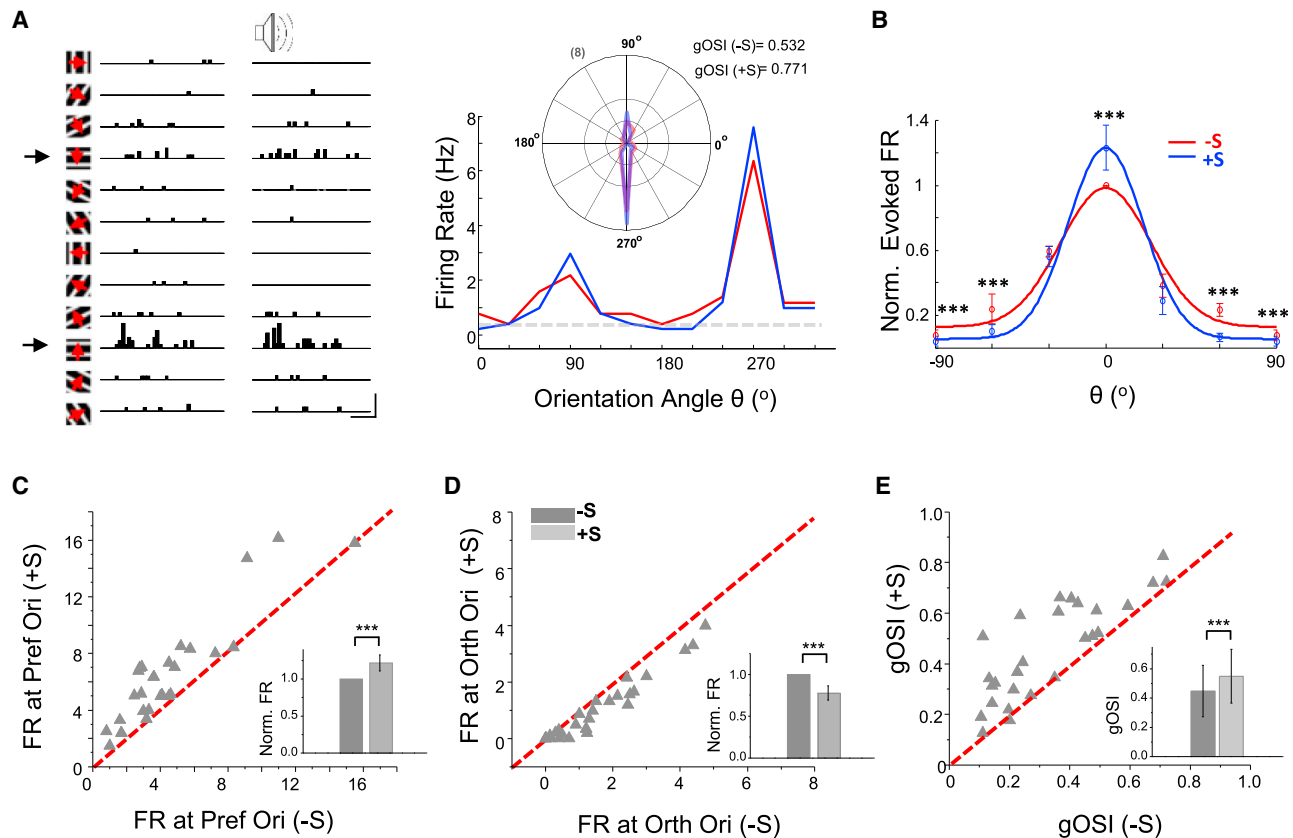 A
(8)
90°
180°
0°
270°
gOSI (-S)= 0.532
gOSI (+S)= 0.771
8
6
4
2
0
Firing Rate (Hz)
0
90
180
270
Orientation Angle θ (°)
B
1.4
1
0.6
0.2
Norm. Evoked FR
***
***
***
***
***
-S
+S
-90
0
90
θ (°)
C
16
12
8
4
0
FR at Pref Ori (+S)
0
4
8
12
16
FR at Pref Ori (-S)
***
1.0
0.5
0.0
Norm. FR
D
-S
+S
8
6
4
2
0
FR at Orth Ori (+S)
0
2
4
6
8
FR at Orth Ori (-S)
***
1.0
0.5
0.0
Norm. FR
E
1.0
0.8
0.6
0.4
0.2
0
gOSI (+S)
0
0.2
0.4
0.6
0.8
1.0
gOSI (-S)
***
0.6
0.4
0.2
0.0
gOSI